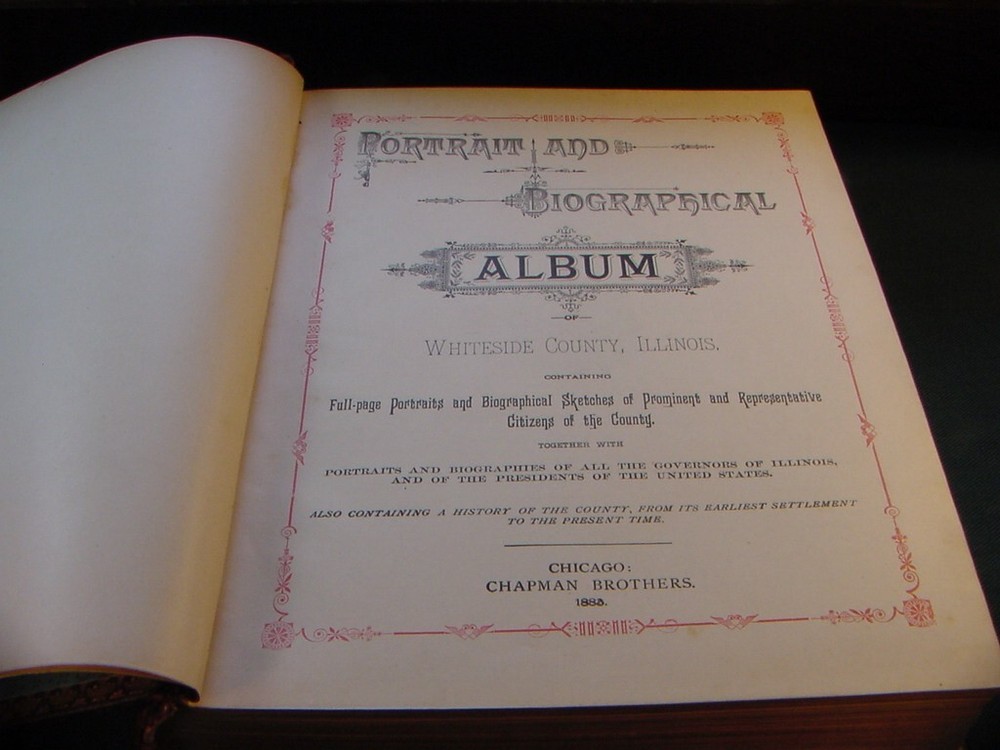 PORTRAIT AND
BIOGRAPHICAL
ALBUM
OF
WHITESIDE COUNTY, ILLINOIS.
CONTAINING
Full-page Portraits and Biographical Sketches of Prominent and Representative
Citizens of the County.
TOGETHER WITH
PORTRAITS AND BIOGRAPHIES OF ALL THE GOVERNORS OF ILLINOIS,
AND OF THE PRESIDENTS OF THE UNITED STATES.
ALSO CONTAINING A HISTORY OF THE COUNTY, FROM ITS EARLIEST SETTLEMENT
TO THE PRESENT TIME.
CHICAGO:
CHAPMAN BROTHERS.
1885.